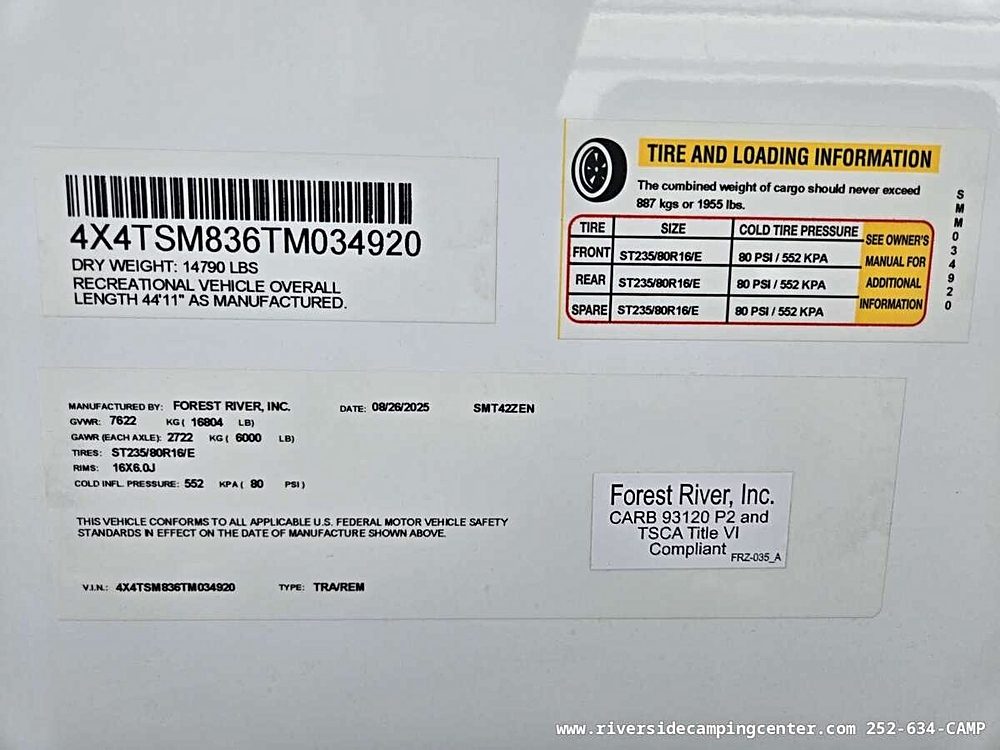 4X4TSM836TM034920
DRY WEIGHT: 14790 LBS
RECREATIONAL VEHICLE OVERALL
LENGTH 44'11" AS MANUFACTURED.
TIRE AND LOADING INFORMATION
The combined weight of cargo should never exceed
887 kgs or 1955 lbs.
TIRE SIZE COLD TIRE PRESSURE
FRONT ST235/80R16/E 80 PSI / 552 KPA
REAR ST235/80R16/E 80 PSI / 552 KPA
SPARE ST235/80R16/E 80 PSI / 552 KPA
SEE OWNER'S
MANUAL FOR
ADDITIONAL
INFORMATION
SMM034920
MANUFACTURED BY: FOREST RIVER, INC. DATE: 08/26/2025 SMT42ZEN
GVWR: 7622 KG ( 16804 LB)
GAWR (EACH AXLE): 2722 KG ( 6000 LB)
TIRES: ST235/80R16/E
RIMS: 16X6.0J
COLD INFL. PRESSURE: 552 KPA ( 80 PSI )
THIS VEHICLE CONFORMS TO ALL APPLICABLE U.S. FEDERAL MOTOR VEHICLE SAFETY
STANDARDS IN EFFECT ON THE DATE OF MANUFACTURE SHOWN ABOVE.
V.I.N.: 4X4TSM836TM034920 TYPE: TRA/REM
Forest River, Inc.
CARB 93120 P2 and
TSCA Title VI
Compliant
FRZ-035_A
www.riversidecampingcenter.com 252-634-CAMP